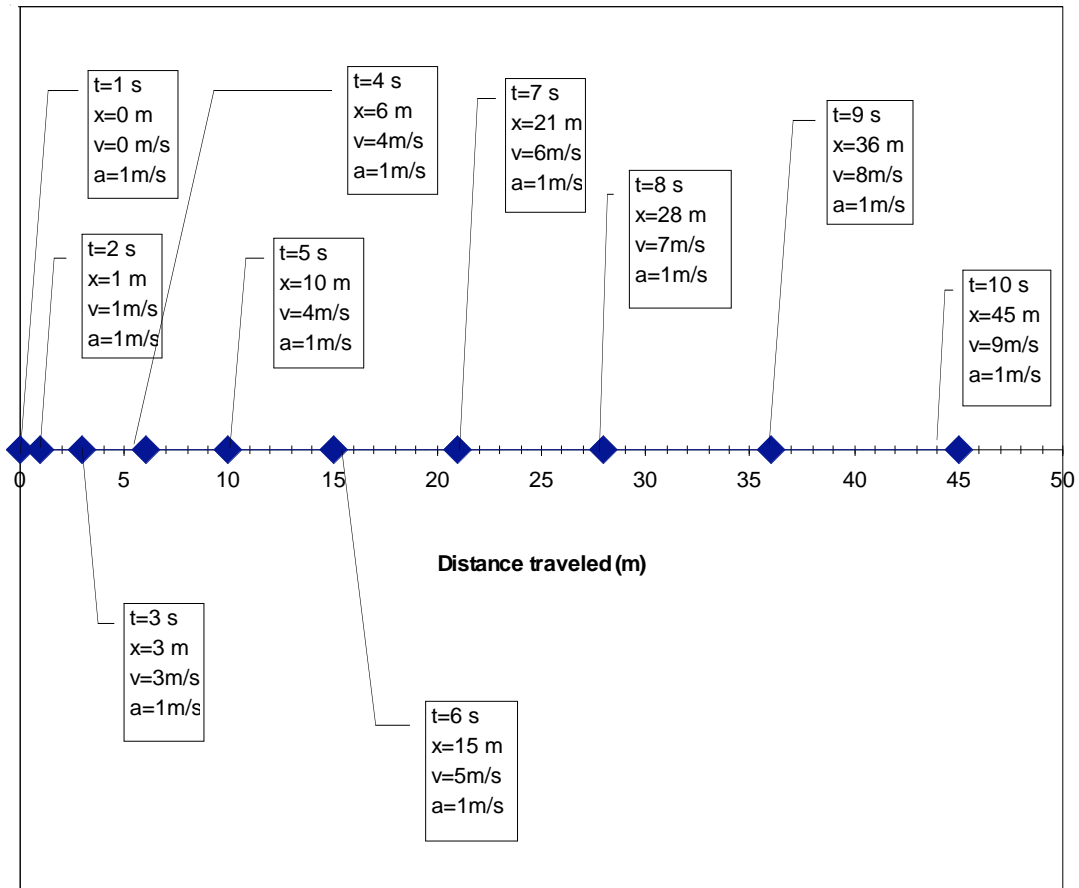 t=1 s
x=0 m
v=0 m/s
a=1m/s
t=2 s
x=1 m
v=1m/s
a=1m/s
t=4 s
x=6 m
v=4m/s
a=1m/s
t=5 s
x=10 m
v=4m/s
a=1m/s
t=7 s
x=21 m
v=6m/s
a=1m/s
t=8 s
x=28 m
v=7m/s
a=1m/s
t=9 s
x=36 m
v=8m/s
a=1m/s
t=10 s
x=45 m
v=9m/s
a=1m/s
0 5 10 15 20 25 30 35 40 45 50
Distance traveled (m)
t=3 s
x=3 m
v=3m/s
a=1m/s
t=6 s
x=15 m
v=5m/s
a=1m/s